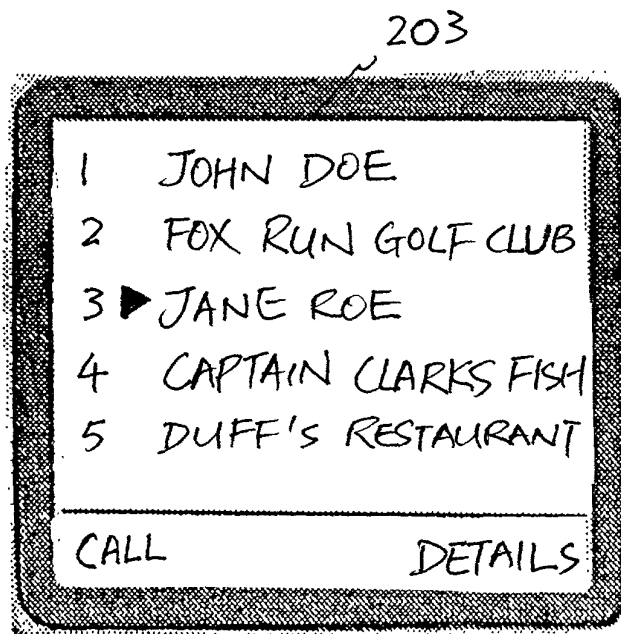 203
1 JOHN DOE
2 FOX RUN GOLF CLUB
3 ▶ JANE ROE
4 CAPTAIN CLARKS FISH
5 DUFF'S RESTAURANT
CALL DETAILS